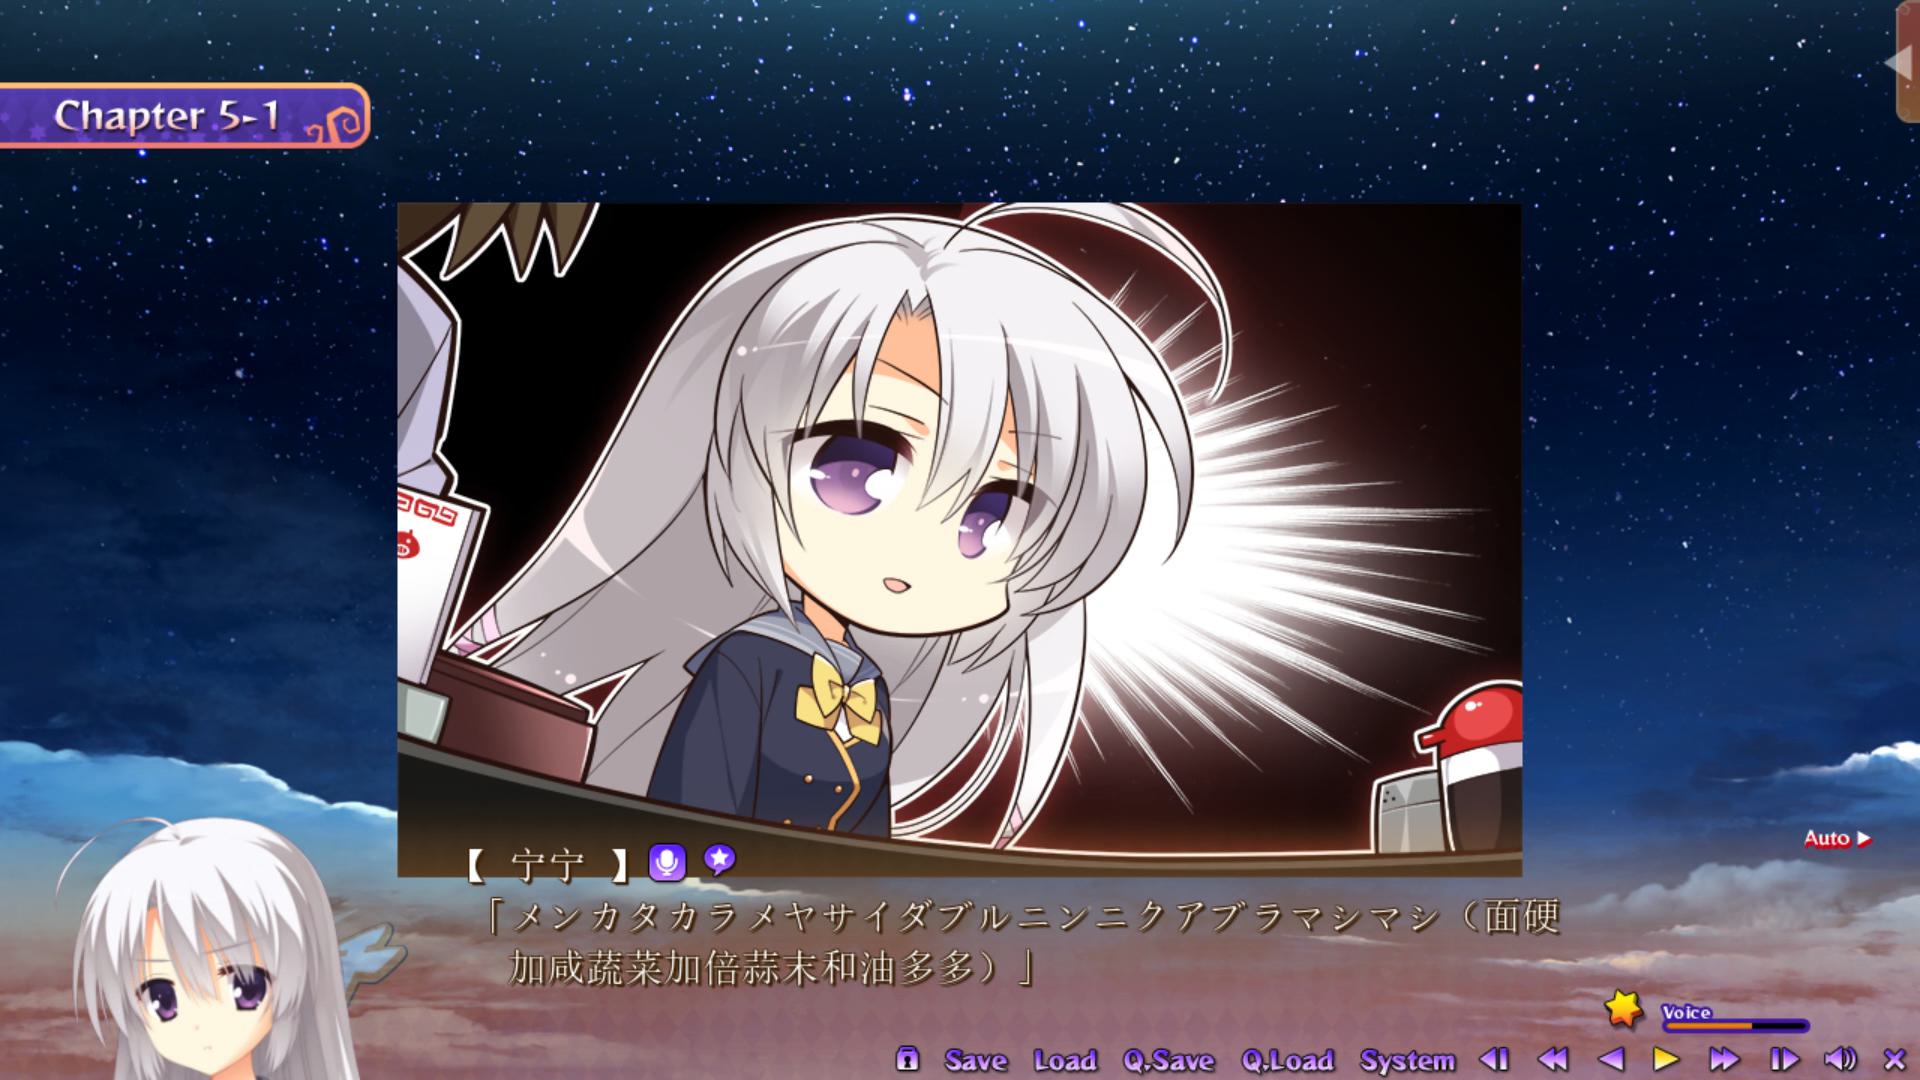 Chapter 5-1
【 宁宁 】
「メンカタカラメヤサイダブルニンニクアブラマシマシ（面硬
加咸蔬菜加倍蒜末和油多多）」
Auto
Voice
Save Load Q.Save Q.Load System